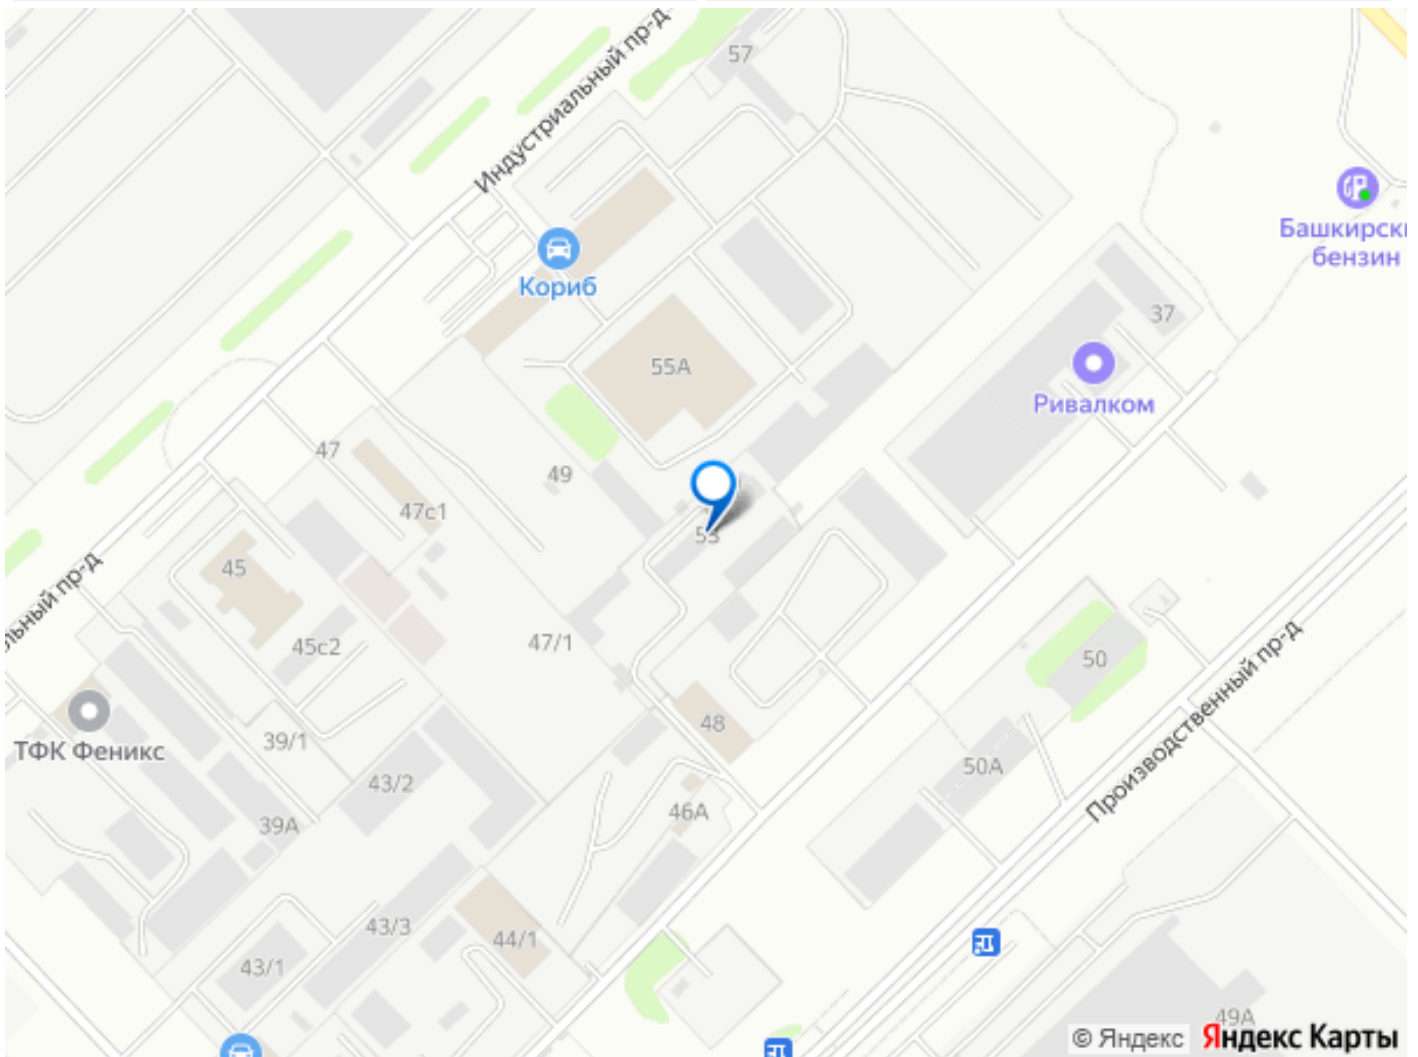 57
Индустриальный пр-д
Башкирск
бензин
Кориб
37
55А
Ривалком
47
49
47с1
53
45
льный пр-д
45с2
47/1
50
Производственный пр-д
48
ТФК Феникс
39/1
50А
43/2
46А
39А
43/3
44/1
43/1
49А
© Яндекс Яндекс Карты